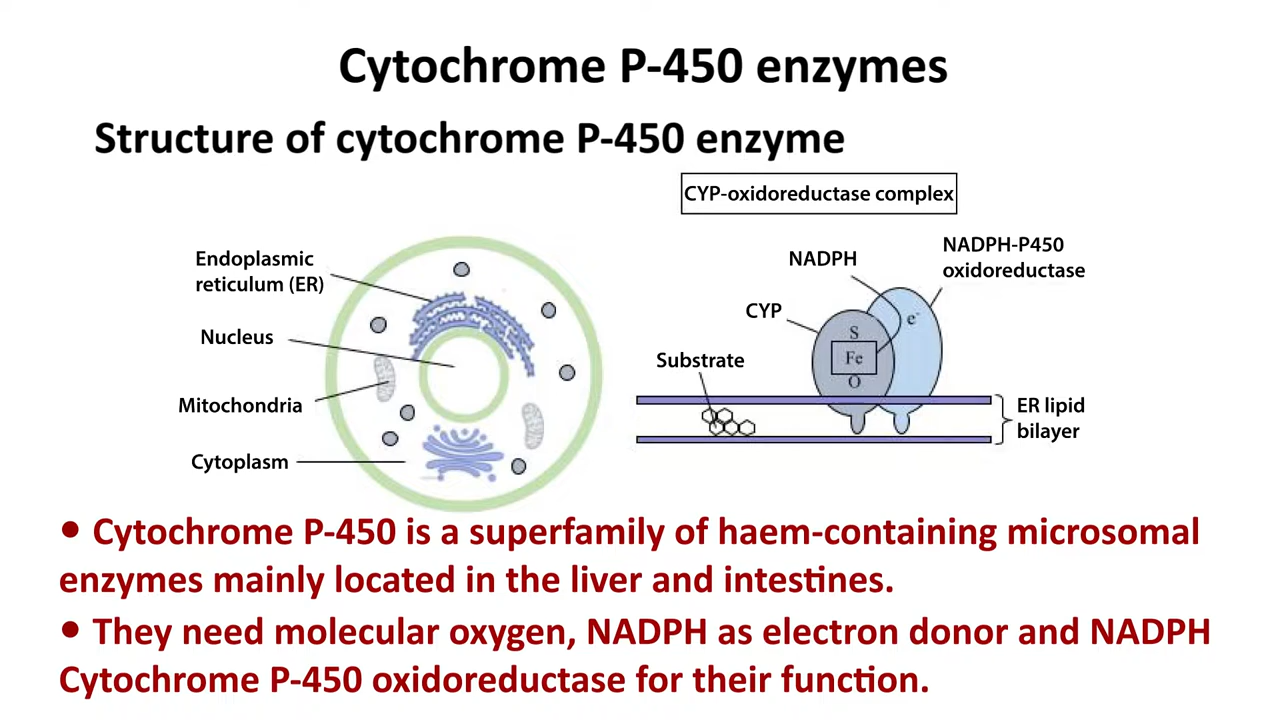 Cytochrome P-450 enzymes
Structure of cytochrome P-450 enzyme
CYP-oxidoreductase complex
Endoplasmic
reticulum (ER)
Nucleus
Mitochondria
Cytoplasm
NADPH
NADPH-P450
oxidoreductase
CYP
e-
S
Fe
O
Substrate
ER lipid
bilayer
• Cytochrome P-450 is a superfamily of haem-containing microsomal
enzymes mainly located in the liver and intestines.
• They need molecular oxygen, NADPH as electron donor and NADPH
Cytochrome P-450 oxidoreductase for their function.